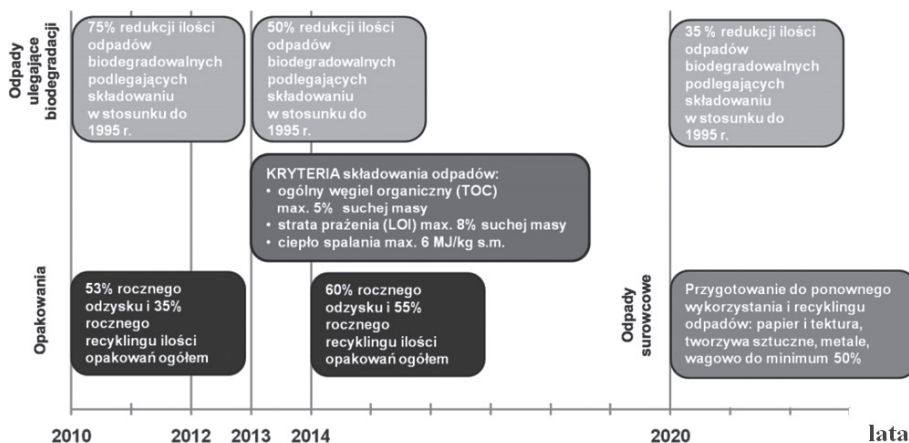 Odpady
ulegające
biodegradacji
75% redukcji ilości
odpadów
biodegradowalnych
podlegających
składowaniu
w stosunku do
1995 r.
50% redukcji ilości
odpadów
biodegradowalnych
podlegających
składowaniu
w stosunku do
1995 r.
35 % redukcji ilości
odpadów
biodegradowalnych
podlegających
składowaniu
w stosunku do
1995 r.
KRYTERIA składowania odpadów:
• ogólny węgiel organiczny (TOC)
max. 5% suchej masy
• strata prażenia (LOI) max. 8% suchej masy
• ciepło spalania max. 6 MJ/kg s.m.
Opakowania
53% rocznego
odzysku i 35%
rocznego
recyklingu ilości
opakowań ogółem
60% rocznego
odzysku i 55%
rocznego
recyklingu ilości
opakowań ogółem
Odpady
surowcowe
Przygotowanie do ponownego
wykorzystania i recyklingu
odpadów: papier i tektura,
tworzywa sztuczne, metale,
wagowo do minimum 50%
2010 2012 2013 2014 2020 lata